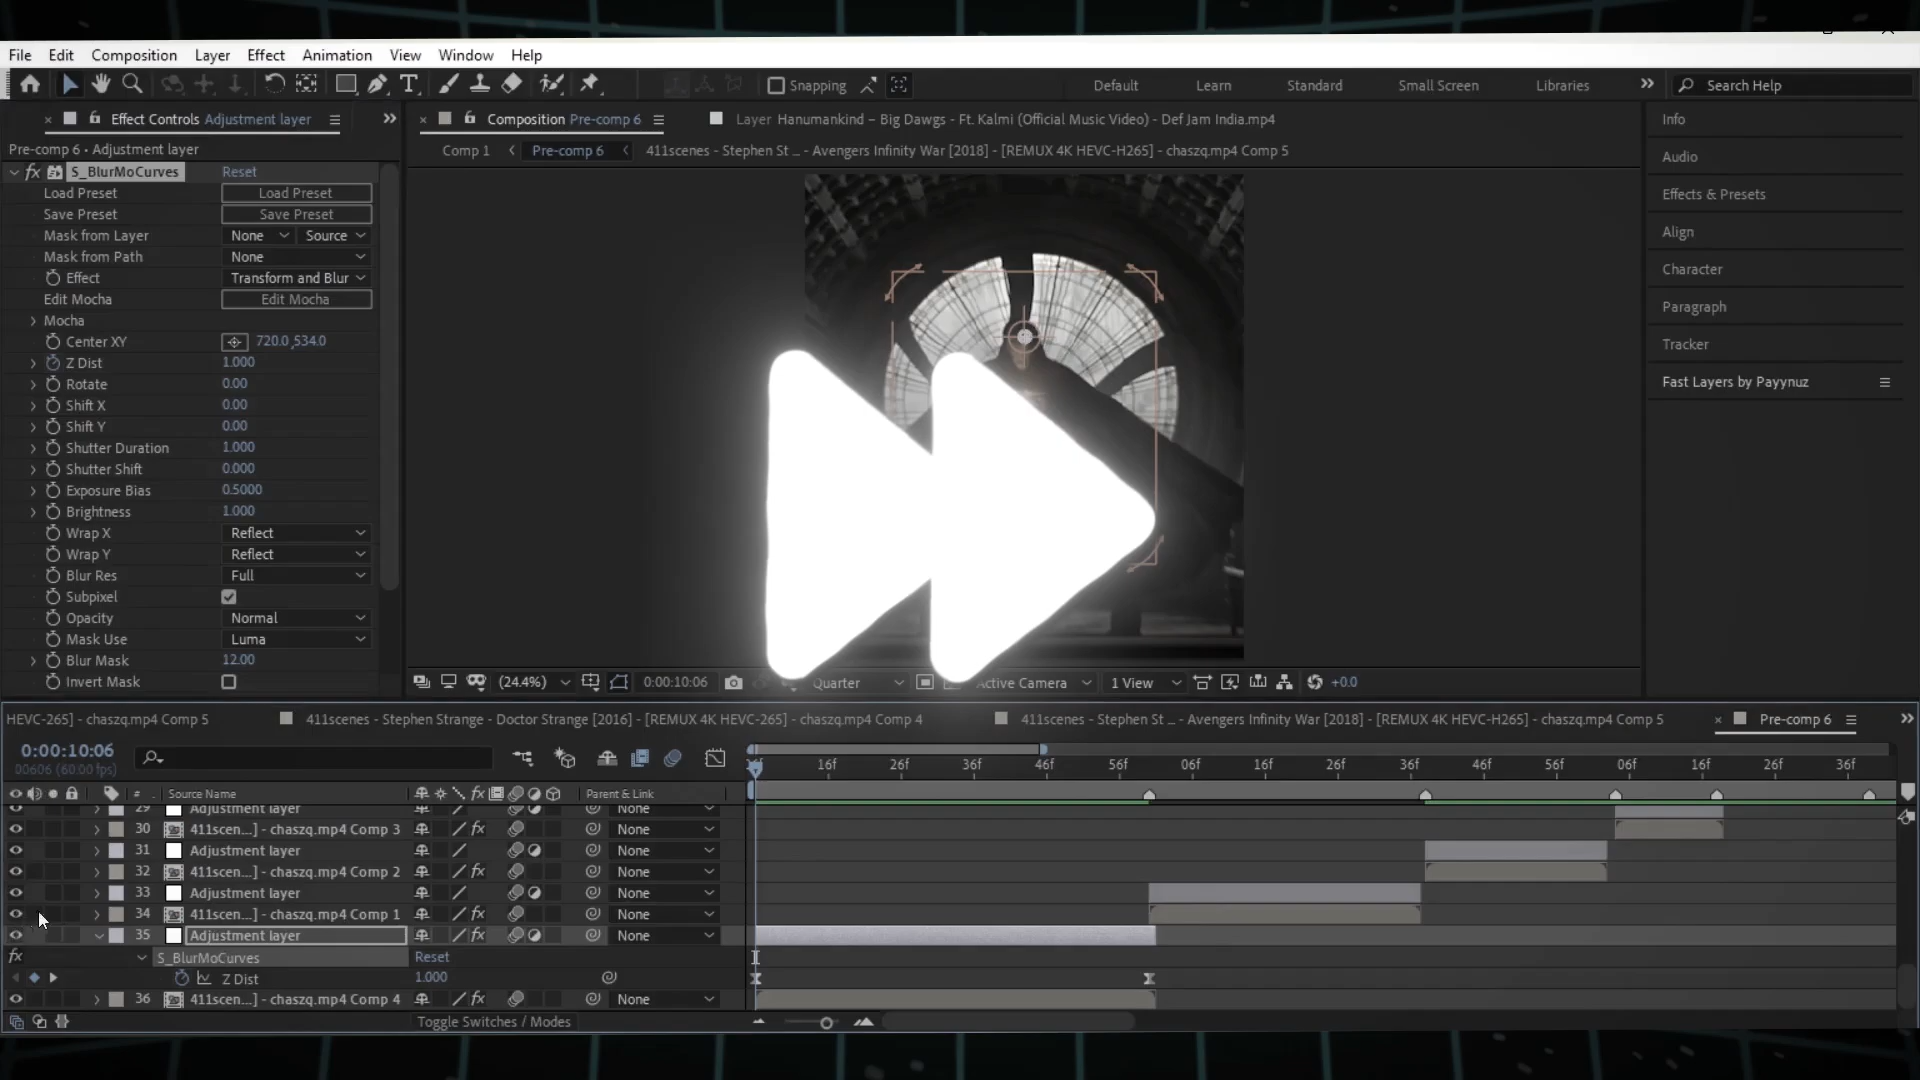 File Edit Composition Layer Effect Animation View Window Help
Snapping Default Learn Standard Small Screen Libraries Search Help
Effect Controls Adjustment layer
Pre-comp 6 • Adjustment layer
fx S_BlurMoCurves Reset
Load Preset Load Preset
Save Preset Save Preset
Mask from Layer None Source
Mask from Path None
Effect Transform and Blur
Edit Mocha Edit Mocha
Mocha
Center XY 720.0,534.0
Z Dist 1.000
Rotate 0.00
Shift X 0.00
Shift Y 0.00
Shutter Duration 1.000
Shutter Shift 0.000
Exposure Bias 0.5000
Brightness 1.000
Wrap X Reflect
Wrap Y Reflect
Blur Res Full
Subpixel
Opacity Normal
Mask Use Luma
Blur Mask 12.00
Invert Mask
Composition Pre-comp 6 Layer Hanumankind – Big Dawgs - Ft. Kalmi (Official Music Video) - Def Jam India.mp4
Comp 1 Pre-comp 6 411scenes - Stephen St ... - Avengers Infinity War [2018] - [REMUX 4K HEVC-H265] - chaszq.mp4 Comp 5
(24.4%) 0:00:10:06 Quarter Active Camera 1 View +0.0
Info
Audio
Effects & Presets
Align
Character
Paragraph
Tracker
Fast Layers by Payynuz
HEVC-265] - chaszq.mp4 Comp 5 411scenes - Stephen Strange - Doctor Strange [2016] - [REMUX 4K HEVC-265] - chaszq.mp4 Comp 4 411scenes - Stephen St ... - Avengers Infinity War [2018] - [REMUX 4K HEVC-H265] - chaszq.mp4 Comp 5 Pre-comp 6
0:00:10:06
00606 (60.00 fps)
16f 26f 36f 46f 56f 06f 16f 26f 36f 46f 56f 06f 16f 26f 36f
# Source Name fx Parent & Link
29 Adjustment layer None
30 411scen...] - chaszq.mp4 Comp 3 fx None
31 Adjustment layer None
32 411scen...] - chaszq.mp4 Comp 2 fx None
33 Adjustment layer None
34 411scen...] - chaszq.mp4 Comp 1 fx None
35 Adjustment layer fx None
fx S_BlurMoCurves Reset
Z Dist 1.000
36 411scen...] - chaszq.mp4 Comp 4 fx None
Toggle Switches / Modes